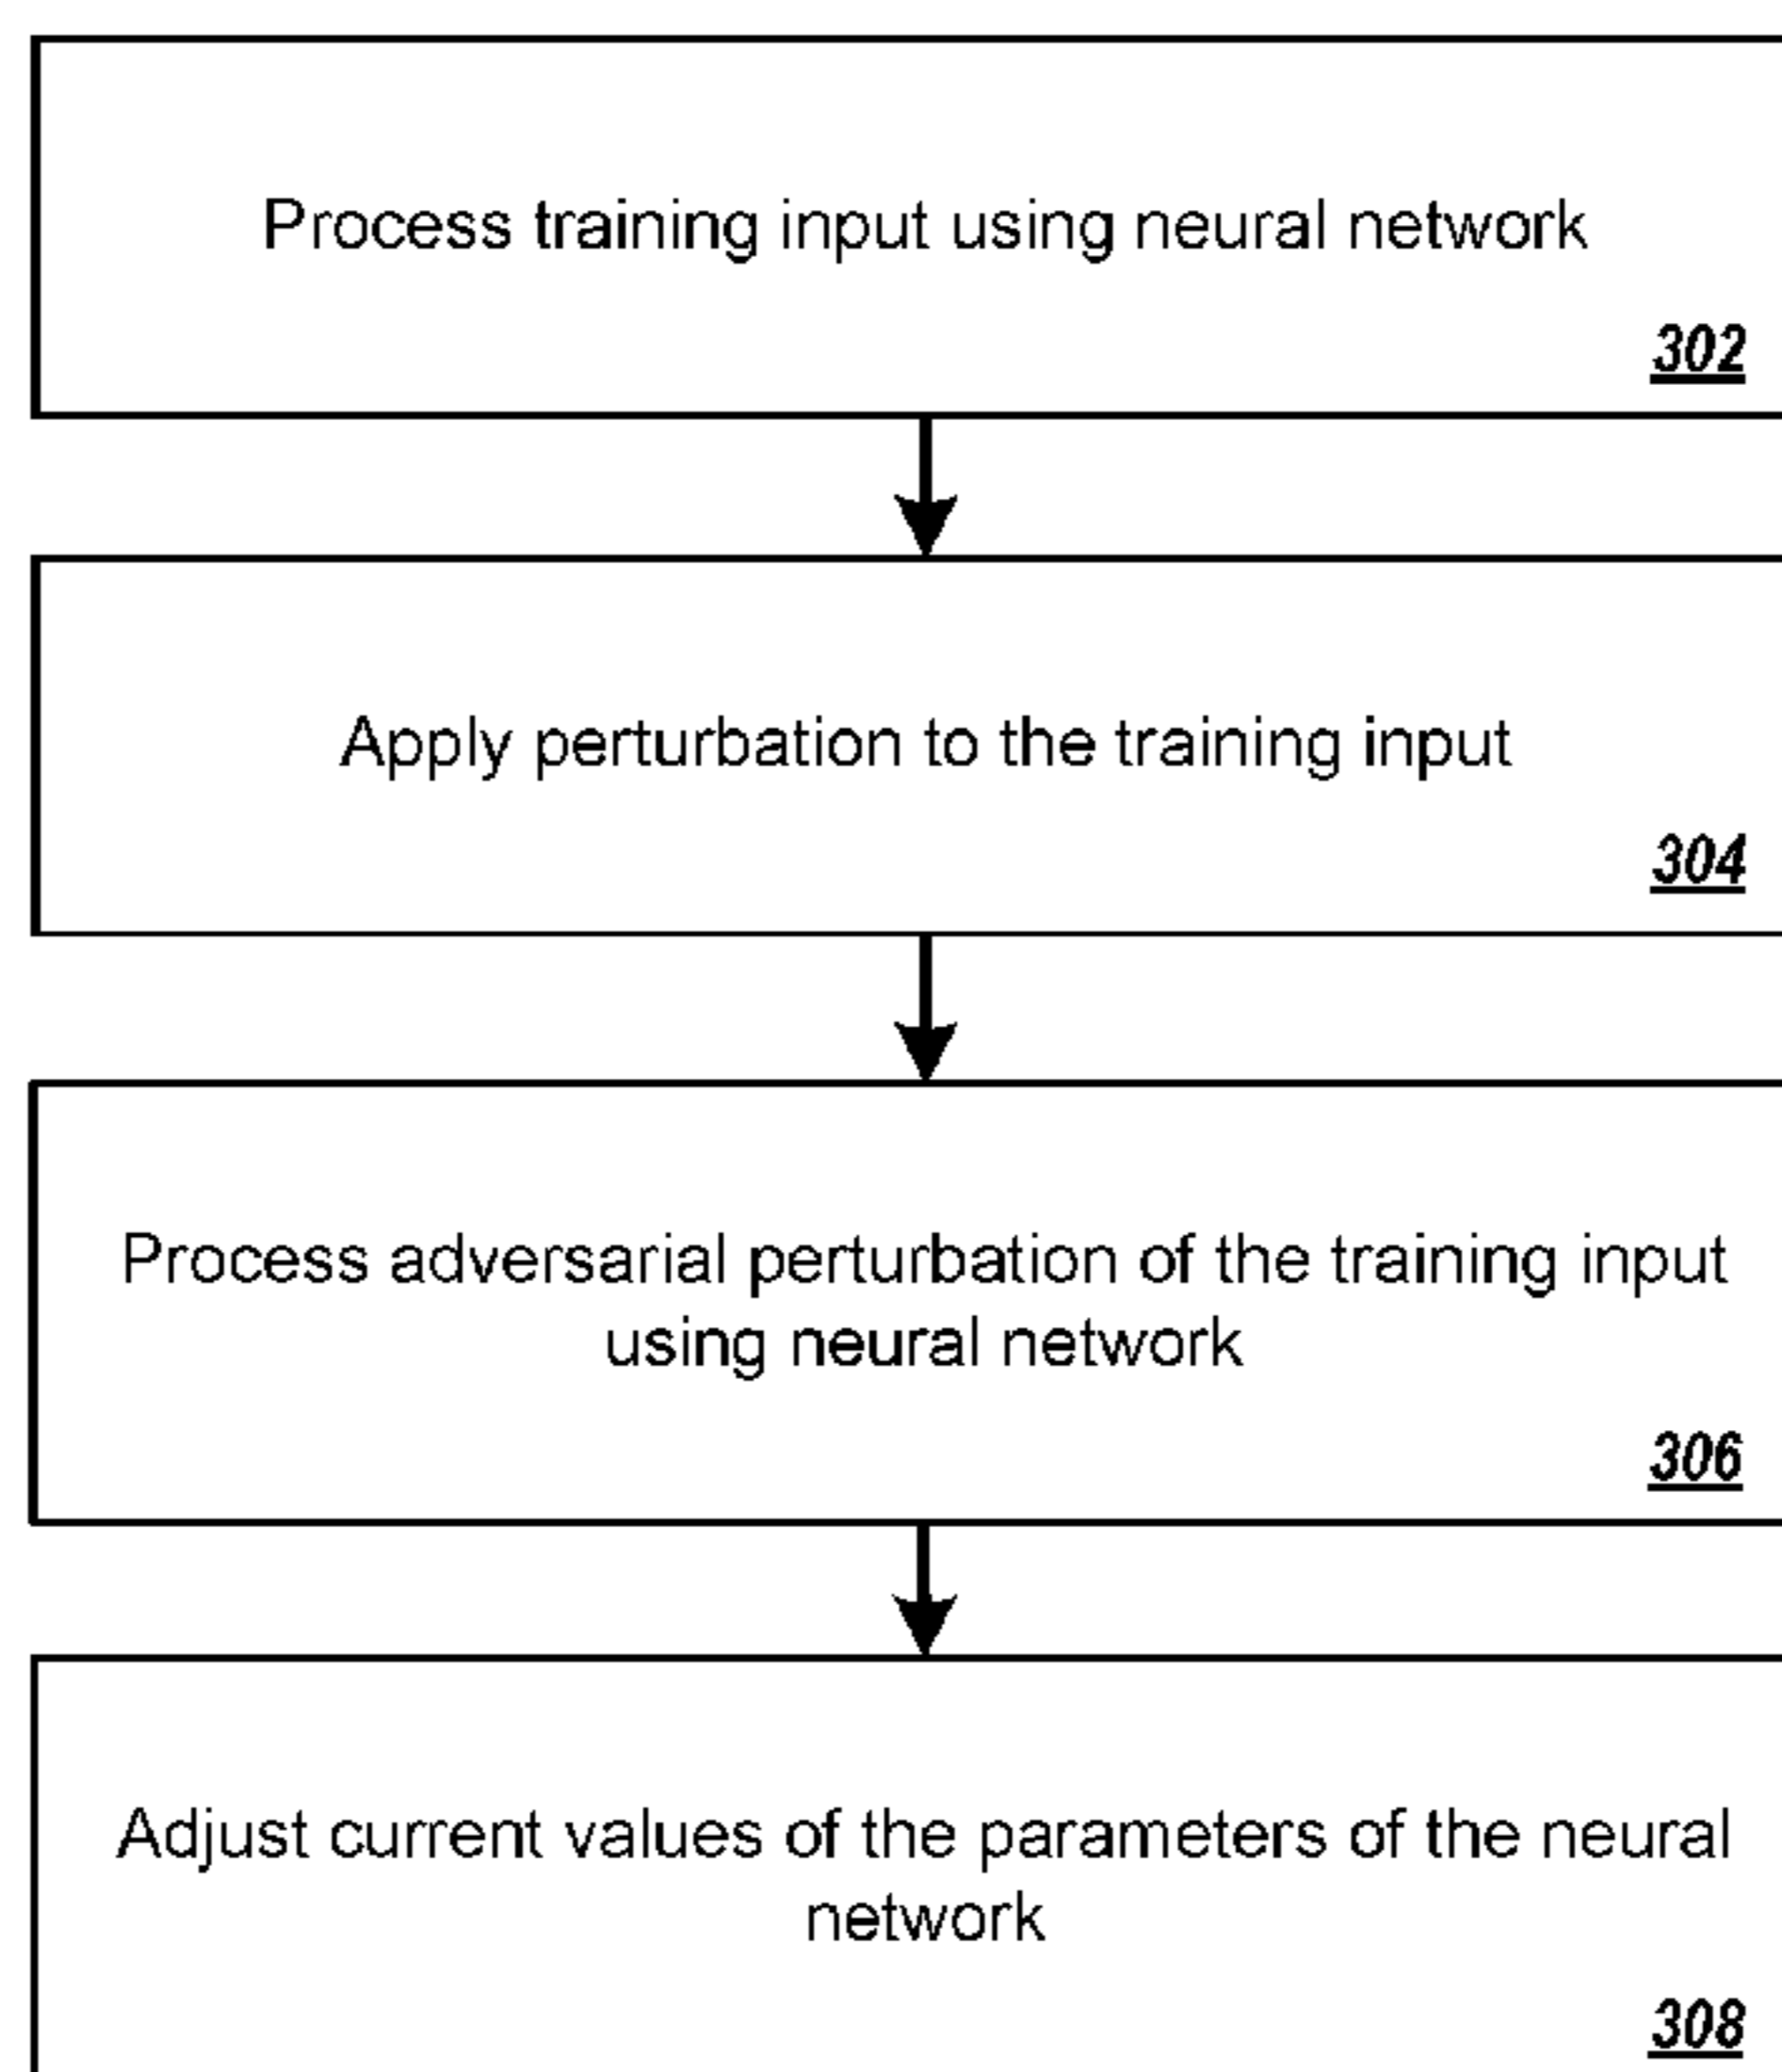 Process training input using neural network
302
Apply perturbation to the training input
304
Process adversarial perturbation of the training input
using neural network
306
Adjust current values of the parameters of the neural
network
308